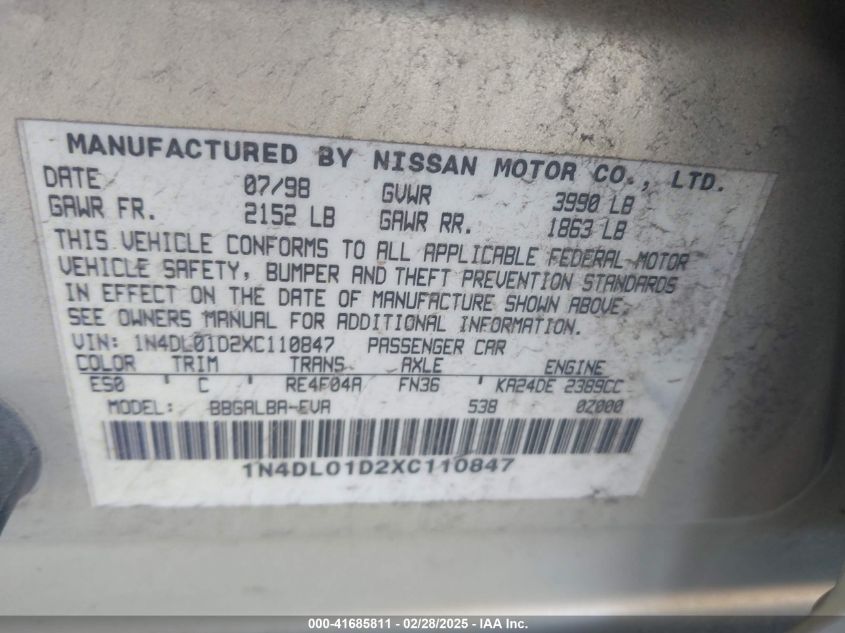 MANUFACTURED BY NISSAN MOTOR CO., LTD.
DATE 07/98 GVWR 3990 LB
GAWR FR. 2152 LB GAWR RR. 1863 LB
THIS VEHICLE CONFORMS TO ALL APPLICABLE FEDERAL MOTOR
VEHICLE SAFETY, BUMPER AND THEFT PREVENTION STANDARDS
IN EFFECT ON THE DATE OF MANUFACTURE SHOWN ABOVE.
SEE OWNERS MANUAL FOR ADDITIONAL INFORMATION.
VIN: 1N4DL01D2XC110847 PASSENGER CAR
COLOR TRIM TRANS AXLE ENGINE
ES0 C RE4F04A FN36 KA24DE 2389CC
MODEL: BBGALBA-EVA 538 0Z000
1N4DL01D2XC110847
000-41685811 - 02/28/2025 - IAA Inc.